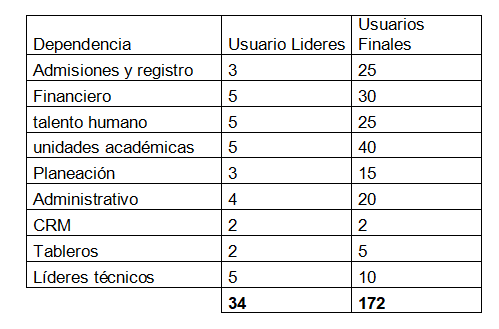 Dependencia Usuario Lideres Usuarios Finales
Admisiones y registro 3 25
Financiero 5 30
talento humano 5 25
unidades académicas 5 40
Planeación 3 15
Administrativo 4 20
CRM 2 2
Tableros 2 5
Líderes técnicos 5 10
34 172